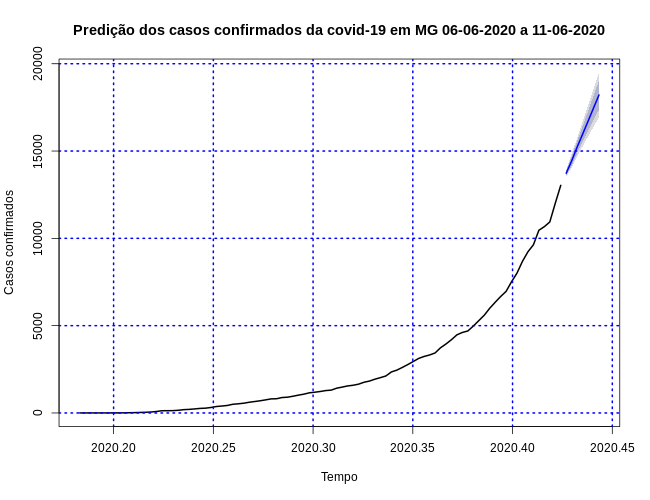 Predição dos casos confirmados da covid-19 em MG 06-06-2020 a 11-06-2020
Casos confirmados
20000
15000
10000
5000
0
2020.20 2020.25 2020.30 2020.35 2020.40 2020.45
Tempo